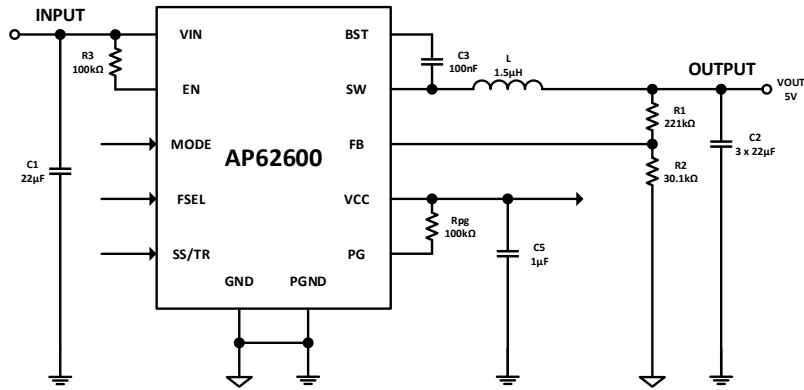 INPUT
VIN
BST
R3
100kΩ
C3
100nF
L
1.5μH
OUTPUT
EN
SW
VOUT
5V
R1
221kΩ
C1
22μF
MODE
AP62600
FB
C2
3 x 22μF
R2
30.1kΩ
FSEL
VCC
Rpg
100kΩ
C5
1μF
SS/TR
PG
GND
PGND